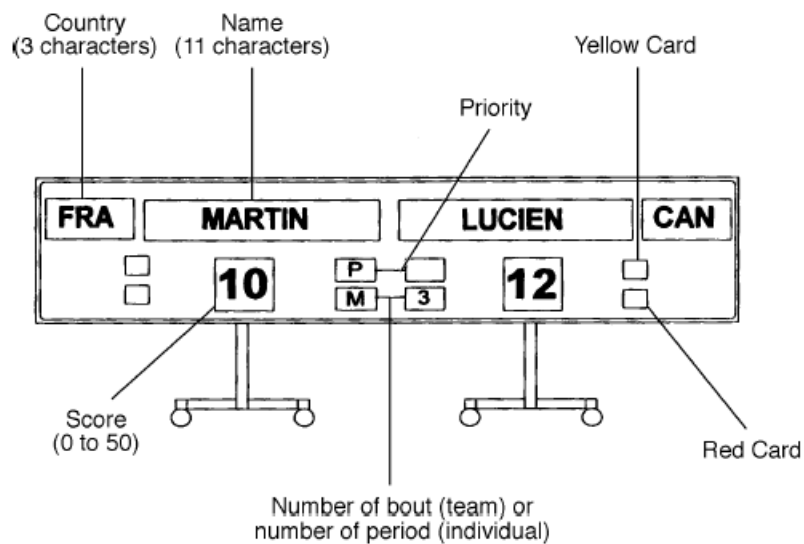 Country
(3 characters)
Name
(11 characters)
Yellow Card
Priority
FRA
MARTIN
LUCIEN
CAN
10
P
12
M
3
Score
(0 to 50)
Red Card
Number of bout (team) or
number of period (individual)